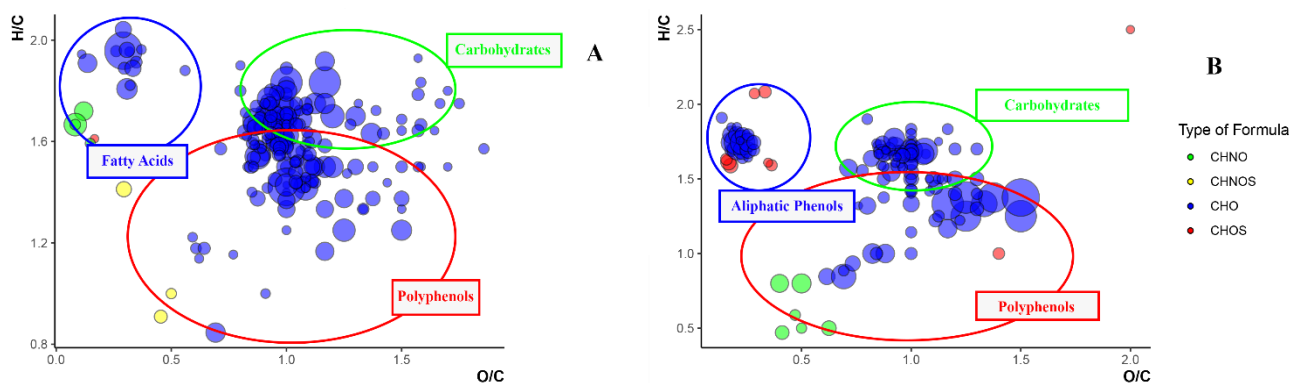 H/C
2.0
1.6
1.2
0.8
0.0
0.5
1.0
1.5
O/C
Fatty Acids
Carbohydrates
Polyphenols
A
H/C
2.5
2.0
1.5
1.0
0.5
0.5
1.0
1.5
2.0
O/C
Aliphatic Phenols
Carbohydrates
Polyphenols
B
Type of Formula
CHNO
CHNOS
CHO
CHOS